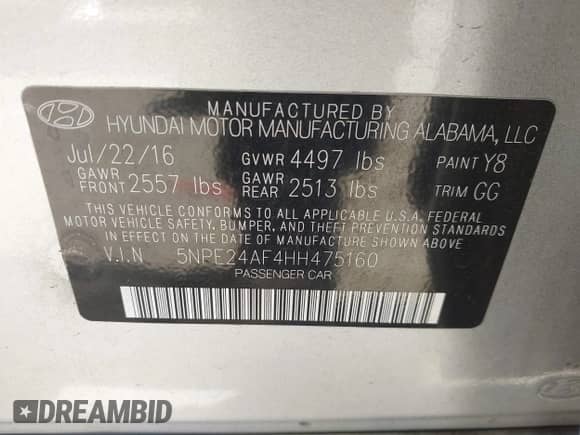 MANUFACTURED BY
HYUNDAI MOTOR MANUFACTURING ALABAMA, LLC
Jul/22/16 GVWR 4497 lbs PAINT Y8
GAWR FRONT 2557 lbs GAWR REAR 2513 lbs TRIM GG
THIS VEHICLE CONFORMS TO ALL APPLICABLE U.S.A. FEDERAL
MOTOR VEHICLE SAFETY, BUMPER, AND THEFT PREVENTION STANDARDS
IN EFFECT ON THE DATE OF MANUFACTURE SHOWN ABOVE
V.I.N 5NPE24AF4HH475160
PASSENGER CAR
DREAMBID